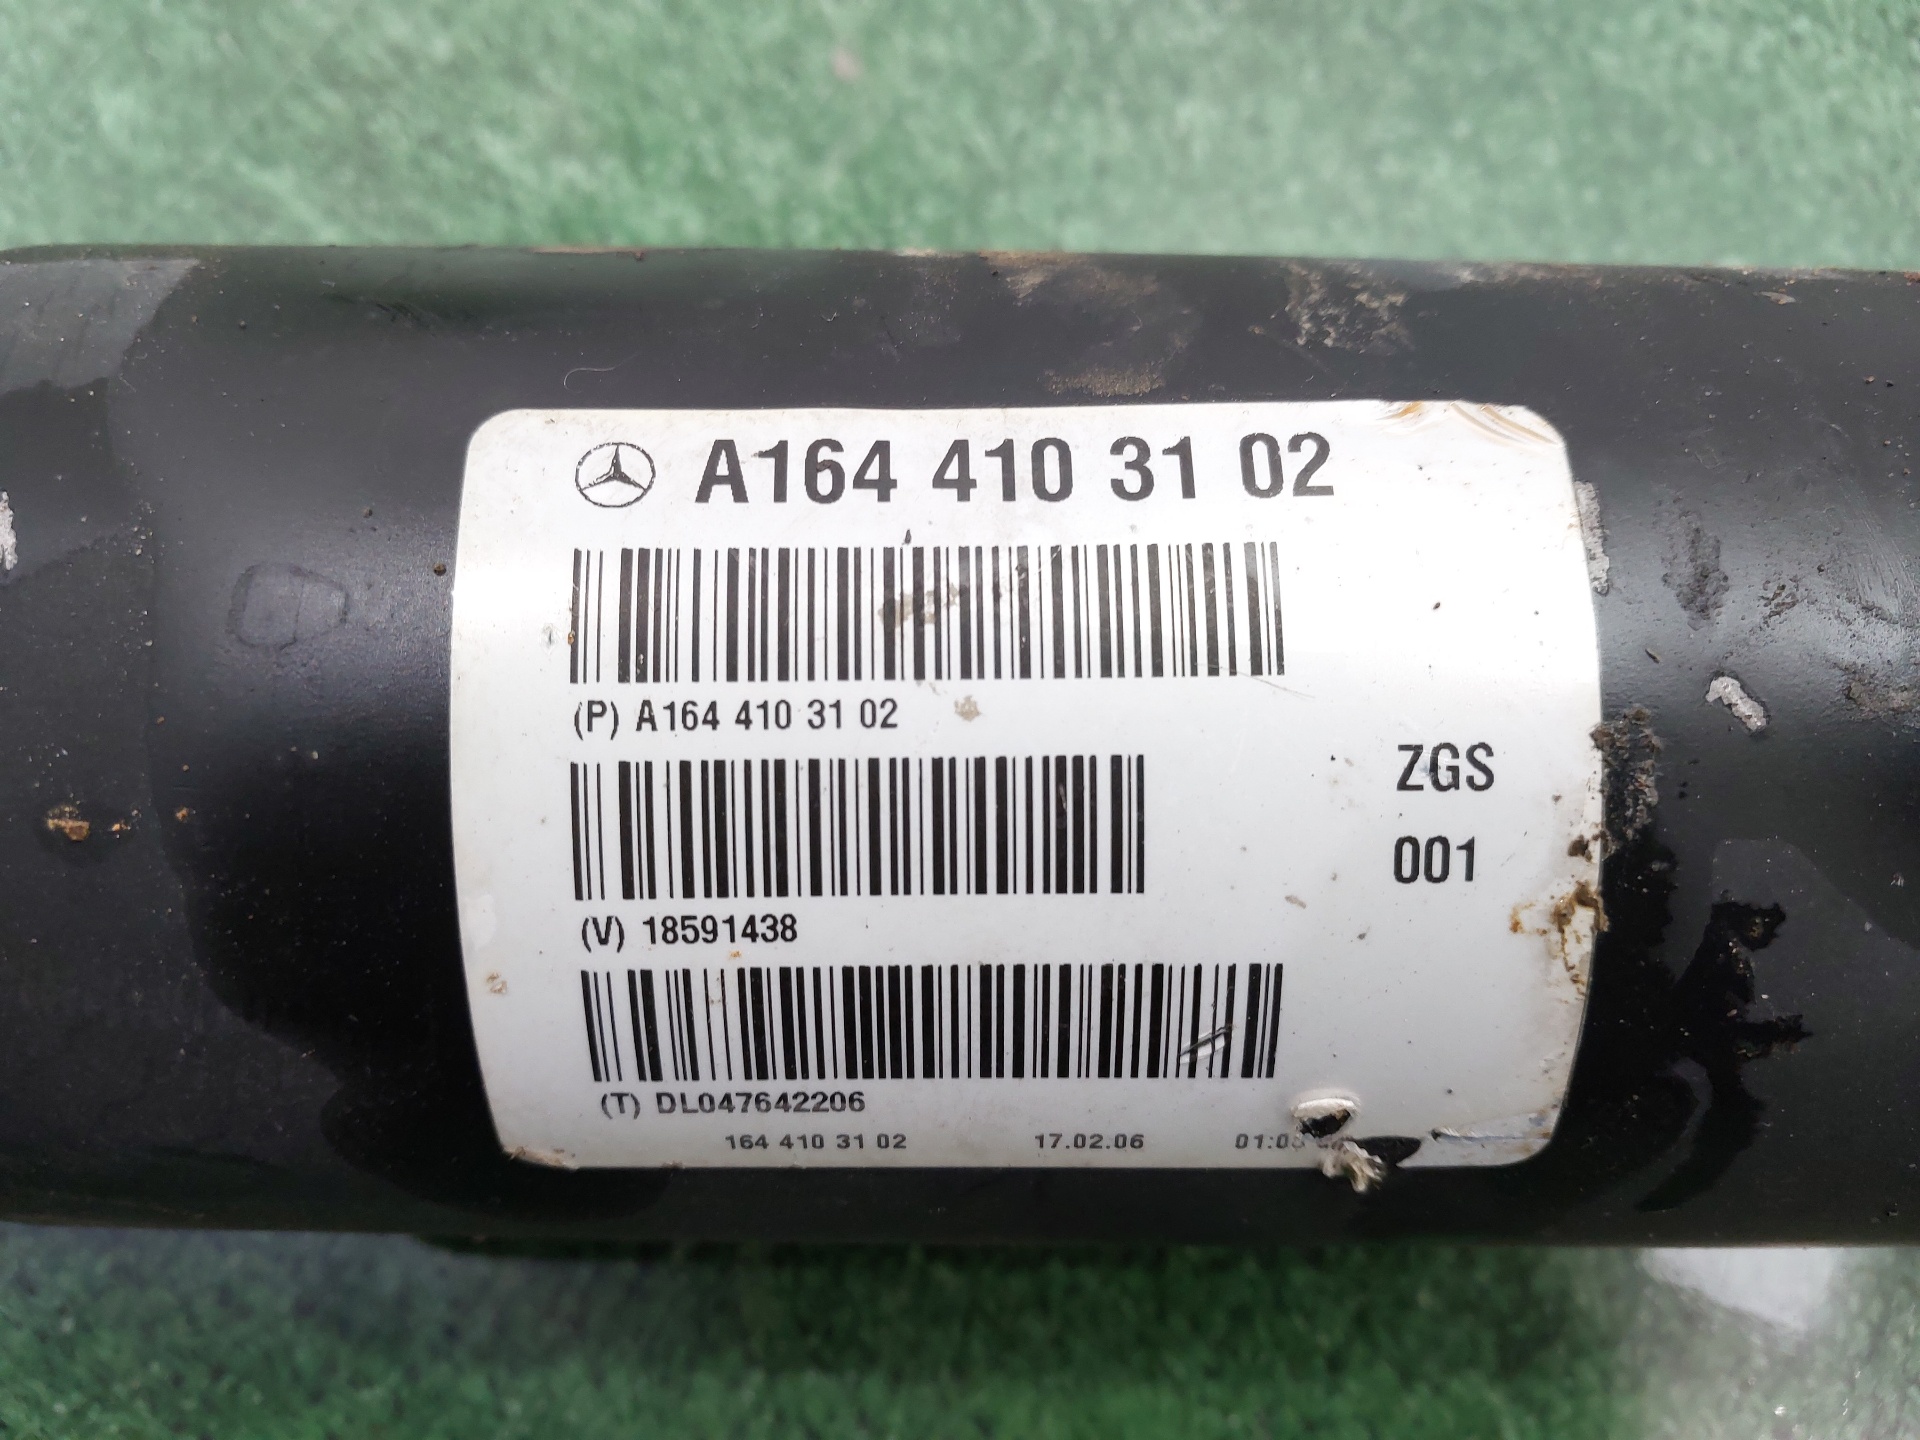 A164 410 31 02
(P) A164 410 31 02
ZGS
001
(V) 18591438
(T) DL047642206
164 410 31 02 17.02.06